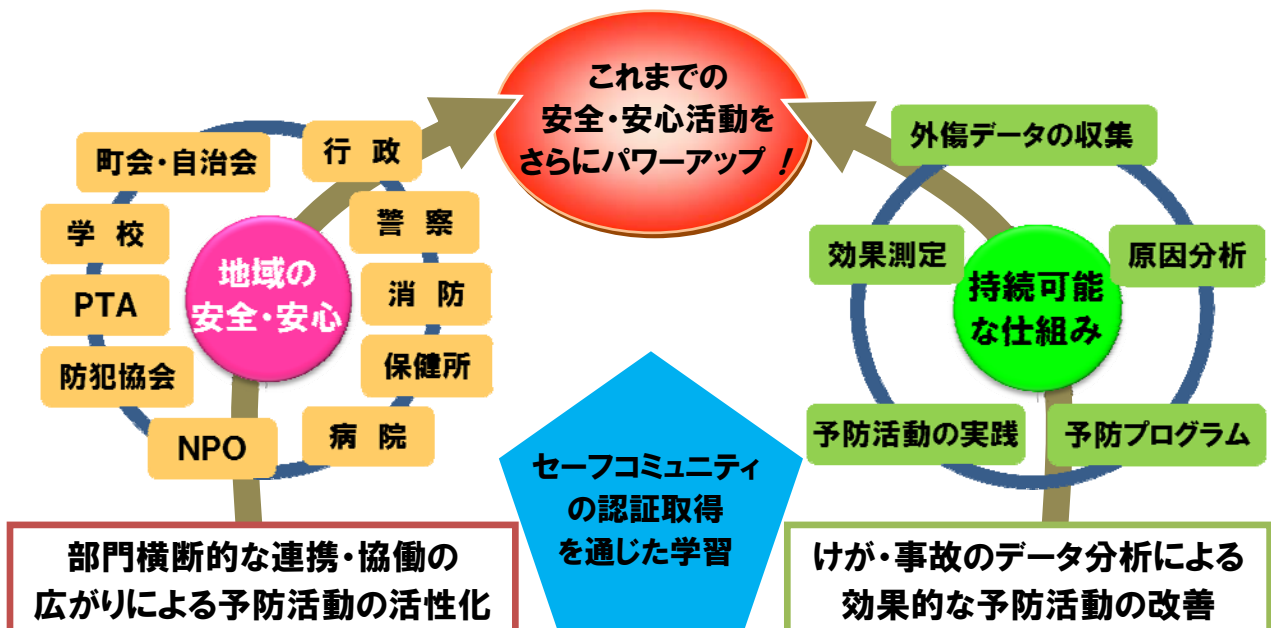 これまでの
安全・安心活動を
さらにパワーアップ！
行 政
町会・自治会
警 察
学 校
消 防
PTA
保健所
防犯協会
病 院
NPO
地域の
安全・安心
外傷データの収集
原因分析
効果測定
持続可能
な仕組み
予防活動の実践
予防プログラム
セーフコミュニティ
の認証取得
を通じた学習
部門横断的な連携・協働の
広がりによる予防活動の活性化
けが・事故のデータ分析による
効果的な予防活動の改善